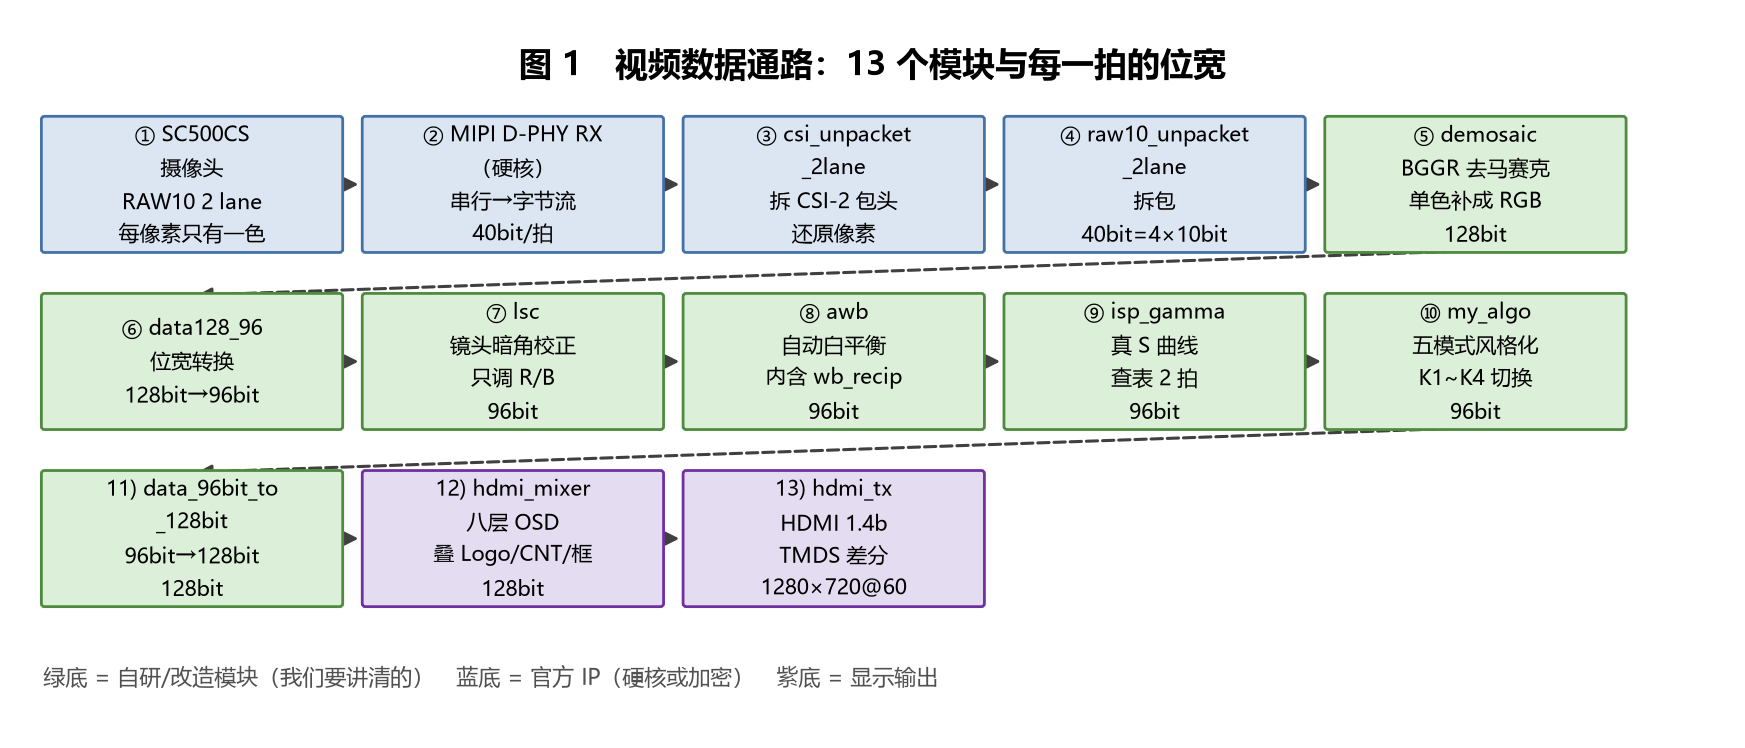 图 1 视频数据通路：13 个模块与每一拍的位宽
① SC500CS
摄像头
RAW10 2 lane
每像素只有一色
② MIPI D-PHY RX
（硬核）
串行→字节流
40bit/拍
③ csi_unpacket
_2lane
拆 CSI-2 包头
还原像素
④ raw10_unpacket
_2lane
拆包
40bit=4×10bit
⑤ demosaic
BGGR 去马赛克
单色补成 RGB
128bit
⑥ data128_96
位宽转换
128bit→96bit
⑦ lsc
镜头暗角校正
只调 R/B
96bit
⑧ awb
自动白平衡
内含 wb_recip
96bit
⑨ isp_gamma
真 S 曲线
查表 2 拍
96bit
⑩ my_algo
五模式风格化
K1~K4 切换
96bit
11) data_96bit_to
_128bit
96bit→128bit
128bit
12) hdmi_mixer
八层 OSD
叠 Logo/CNT/框
128bit
13) hdmi_tx
HDMI 1.4b
TMDS 差分
1280×720@60
绿底 = 自研/改造模块（我们要讲清的） 蓝底 = 官方 IP（硬核或加密） 紫底 = 显示输出